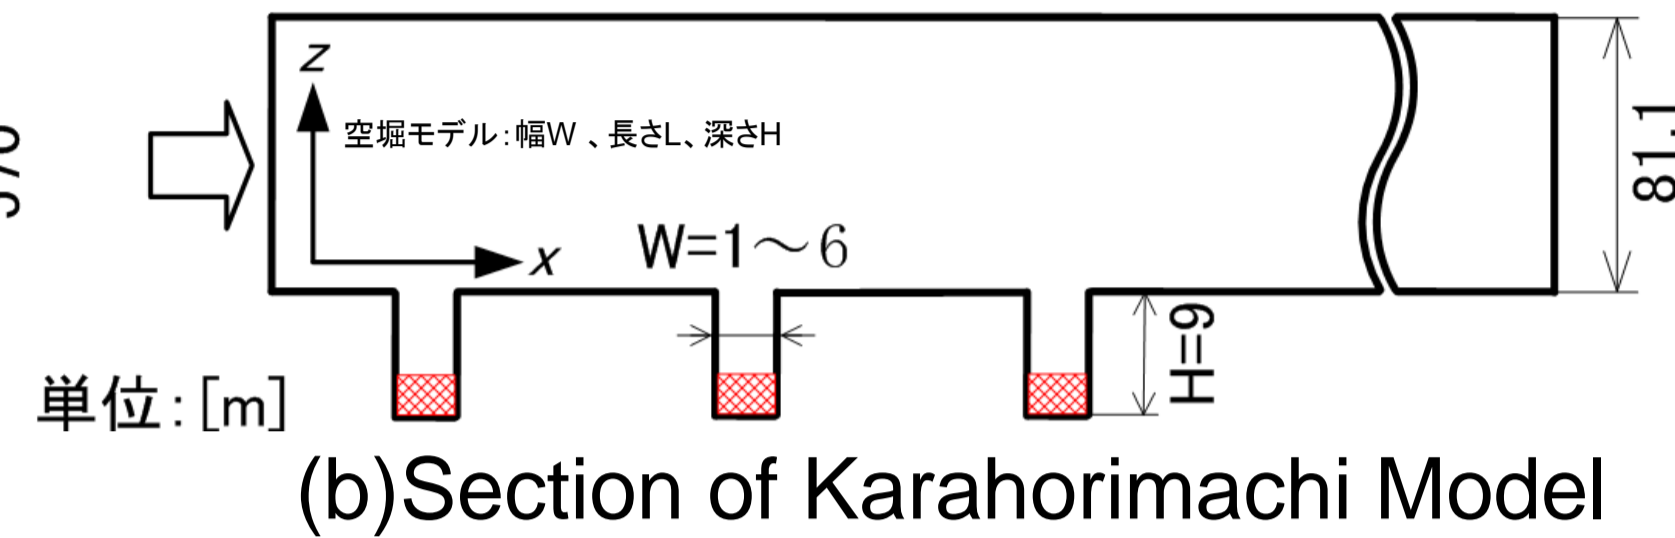 z
空堀モデル:幅W 、長さL、深さH
81.1
W=1～6
x
H=9
単位:[m]
(b)Section of Karahorimachi Model